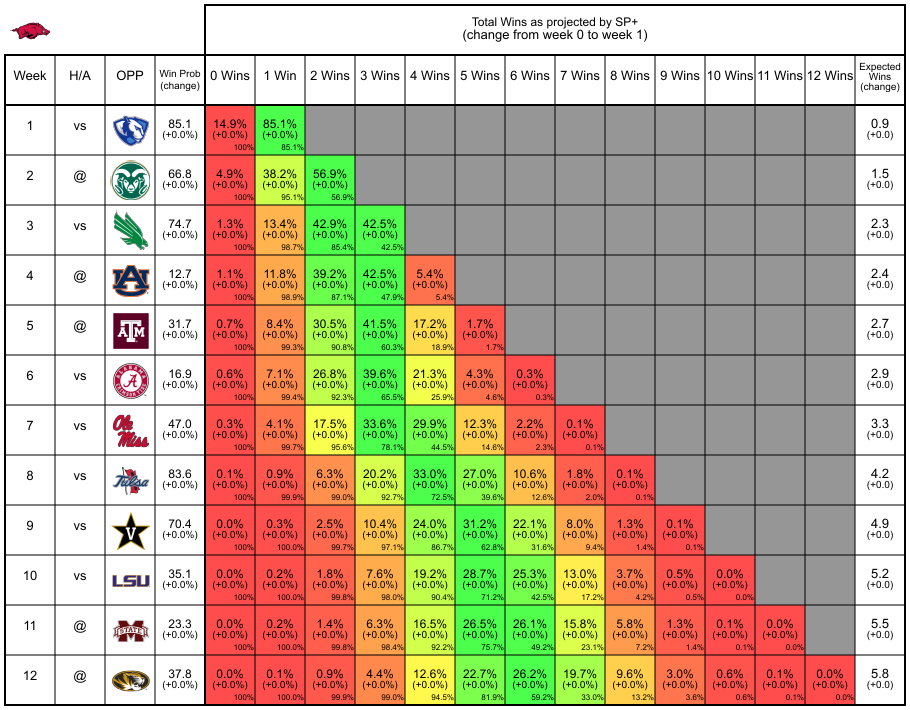 Total Wins as projected by SP+
(change from week 0 to week 1)
Week H/A OPP Win Prob (change) 0 Wins 1 Win 2 Wins 3 Wins 4 Wins 5 Wins 6 Wins 7 Wins 8 Wins 9 Wins 10 Wins 11 Wins 12 Wins Expected Wins (change)
1 vs 85.1 14.9% 85.1% 0.9
(+0.0%) (+0.0%) (+0.0%) (+0.0)
100% 85.1%
2 @ 66.8 4.9% 38.2% 56.9% 1.5
(+0.0%) (+0.0%) (+0.0%) (+0.0%) (+0.0)
100% 95.1% 56.9%
3 vs 74.7 1.3% 13.4% 42.9% 42.5% 2.3
(+0.0%) (+0.0%) (+0.0%) (+0.0%) (+0.0%) (+0.0)
100% 98.7% 85.4% 42.5%
4 @ AU 12.7 1.1% 11.8% 39.2% 42.5% 5.4% 2.4
(+0.0%) (+0.0%) (+0.0%) (+0.0%) (+0.0%) (+0.0%) (+0.0)
100% 98.9% 87.1% 47.9% 5.4%
5 @ ATM 31.7 0.7% 8.4% 30.5% 41.5% 17.2% 1.7% 2.7
(+0.0%) (+0.0%) (+0.0%) (+0.0%) (+0.0%) (+0.0%) (+0.0%) (+0.0)
100% 99.3% 90.8% 60.3% 18.9% 1.7%
6 vs A 16.9 0.6% 7.1% 26.8% 39.6% 21.3% 4.3% 0.3% 2.9
(+0.0%) (+0.0%) (+0.0%) (+0.0%) (+0.0%) (+0.0%) (+0.0%) (+0.0%) (+0.0)
100% 99.4% 92.3% 65.5% 25.9% 4.6% 0.3%
7 vs Ole Miss 47.0 0.3% 4.1% 17.5% 33.6% 29.9% 12.3% 2.2% 0.1% 3.3
(+0.0%) (+0.0%) (+0.0%) (+0.0%) (+0.0%) (+0.0%) (+0.0%) (+0.0%) (+0.0%) (+0.0)
100% 99.7% 95.6% 78.1% 44.5% 14.6% 2.3% 0.1%
8 vs Tulsa 83.6 0.1% 0.9% 6.3% 20.2% 33.0% 27.0% 10.6% 1.8% 0.1% 4.2
(+0.0%) (+0.0%) (+0.0%) (+0.0%) (+0.0%) (+0.0%) (+0.0%) (+0.0%) (+0.0%) (+0.0%) (+0.0)
100% 99.9% 99.0% 92.7% 72.5% 39.6% 12.6% 2.0% 0.1%
9 vs V 70.4 0.0% 0.3% 2.5% 10.4% 24.0% 31.2% 22.1% 8.0% 1.3% 0.1% 4.9
(+0.0%) (+0.0%) (+0.0%) (+0.0%) (+0.0%) (+0.0%) (+0.0%) (+0.0%) (+0.0%) (+0.0%) (+0.0%) (+0.0)
100% 100.0% 99.7% 97.1% 86.7% 62.8% 31.6% 9.4% 1.4% 0.1%
10 vs LSU 35.1 0.0% 0.2% 1.8% 7.6% 19.2% 28.7% 25.3% 13.0% 3.7% 0.5% 0.0% 5.2
(+0.0%) (+0.0%) (+0.0%) (+0.0%) (+0.0%) (+0.0%) (+0.0%) (+0.0%) (+0.0%) (+0.0%) (+0.0%) (+0.0%) (+0.0)
100% 100.0% 99.8% 98.0% 90.4% 71.2% 42.5% 17.2% 4.2% 0.5% 0.0%
11 @ M STATE 23.3 0.0% 0.2% 1.4% 6.3% 16.5% 26.5% 26.1% 15.8% 5.8% 1.3% 0.1% 0.0% 5.5
(+0.0%) (+0.0%) (+0.0%) (+0.0%) (+0.0%) (+0.0%) (+0.0%) (+0.0%) (+0.0%) (+0.0%) (+0.0%) (+0.0%) (+0.0%) (+0.0)
100% 100.0% 99.8% 98.4% 92.2% 75.7% 49.2% 23.1% 7.2% 1.4% 0.1% 0.0%
12 @ 37.8 0.0% 0.1% 0.9% 4.4% 12.6% 22.7% 26.2% 19.7% 9.6% 3.0% 0.6% 0.1% 0.0% 5.8
(+0.0%) (+0.0%) (+0.0%) (+0.0%) (+0.0%) (+0.0%) (+0.0%) (+0.0%) (+0.0%) (+0.0%) (+0.0%) (+0.0%) (+0.0%) (+0.0%) (+0.0)
100% 100.0% 99.9% 99.0% 94.5% 81.9% 59.2% 33.0% 13.2% 3.6% 0.6% 0.1% 0.0%